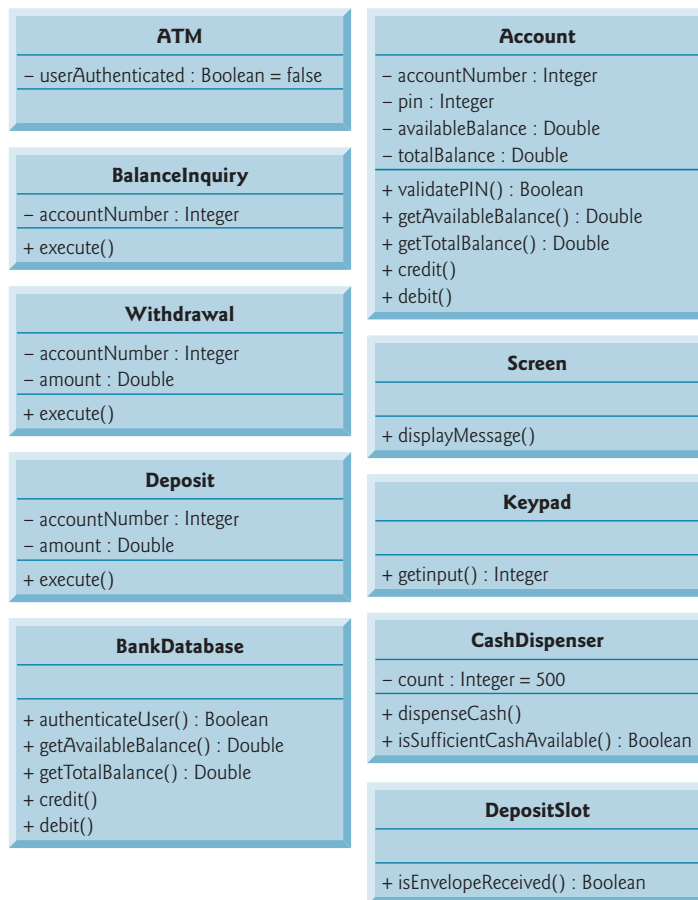 ATM
– userAuthenticated : Boolean = false
BalanceInquiry
– accountNumber : Integer
+ execute()
Withdrawal
– accountNumber : Integer
– amount : Double
+ execute()
Deposit
– accountNumber : Integer
– amount : Double
+ execute()
BankDatabase
+ authenticateUser() : Boolean
+ getAvailableBalance() : Double
+ getTotalBalance() : Double
+ credit()
+ debit()
Account
– accountNumber : Integer
– pin : Integer
– availableBalance : Double
– totalBalance : Double
+ validatePIN() : Boolean
+ getAvailableBalance() : Double
+ getTotalBalance() : Double
+ credit()
+ debit()
Screen
+ displayMessage()
Keypad
+ getinput() : Integer
CashDispenser
– count : Integer = 500
+ dispenseCash()
+ isSufficientCashAvailable() : Boolean
DepositSlot
+ isEnvelopeReceived() : Boolean